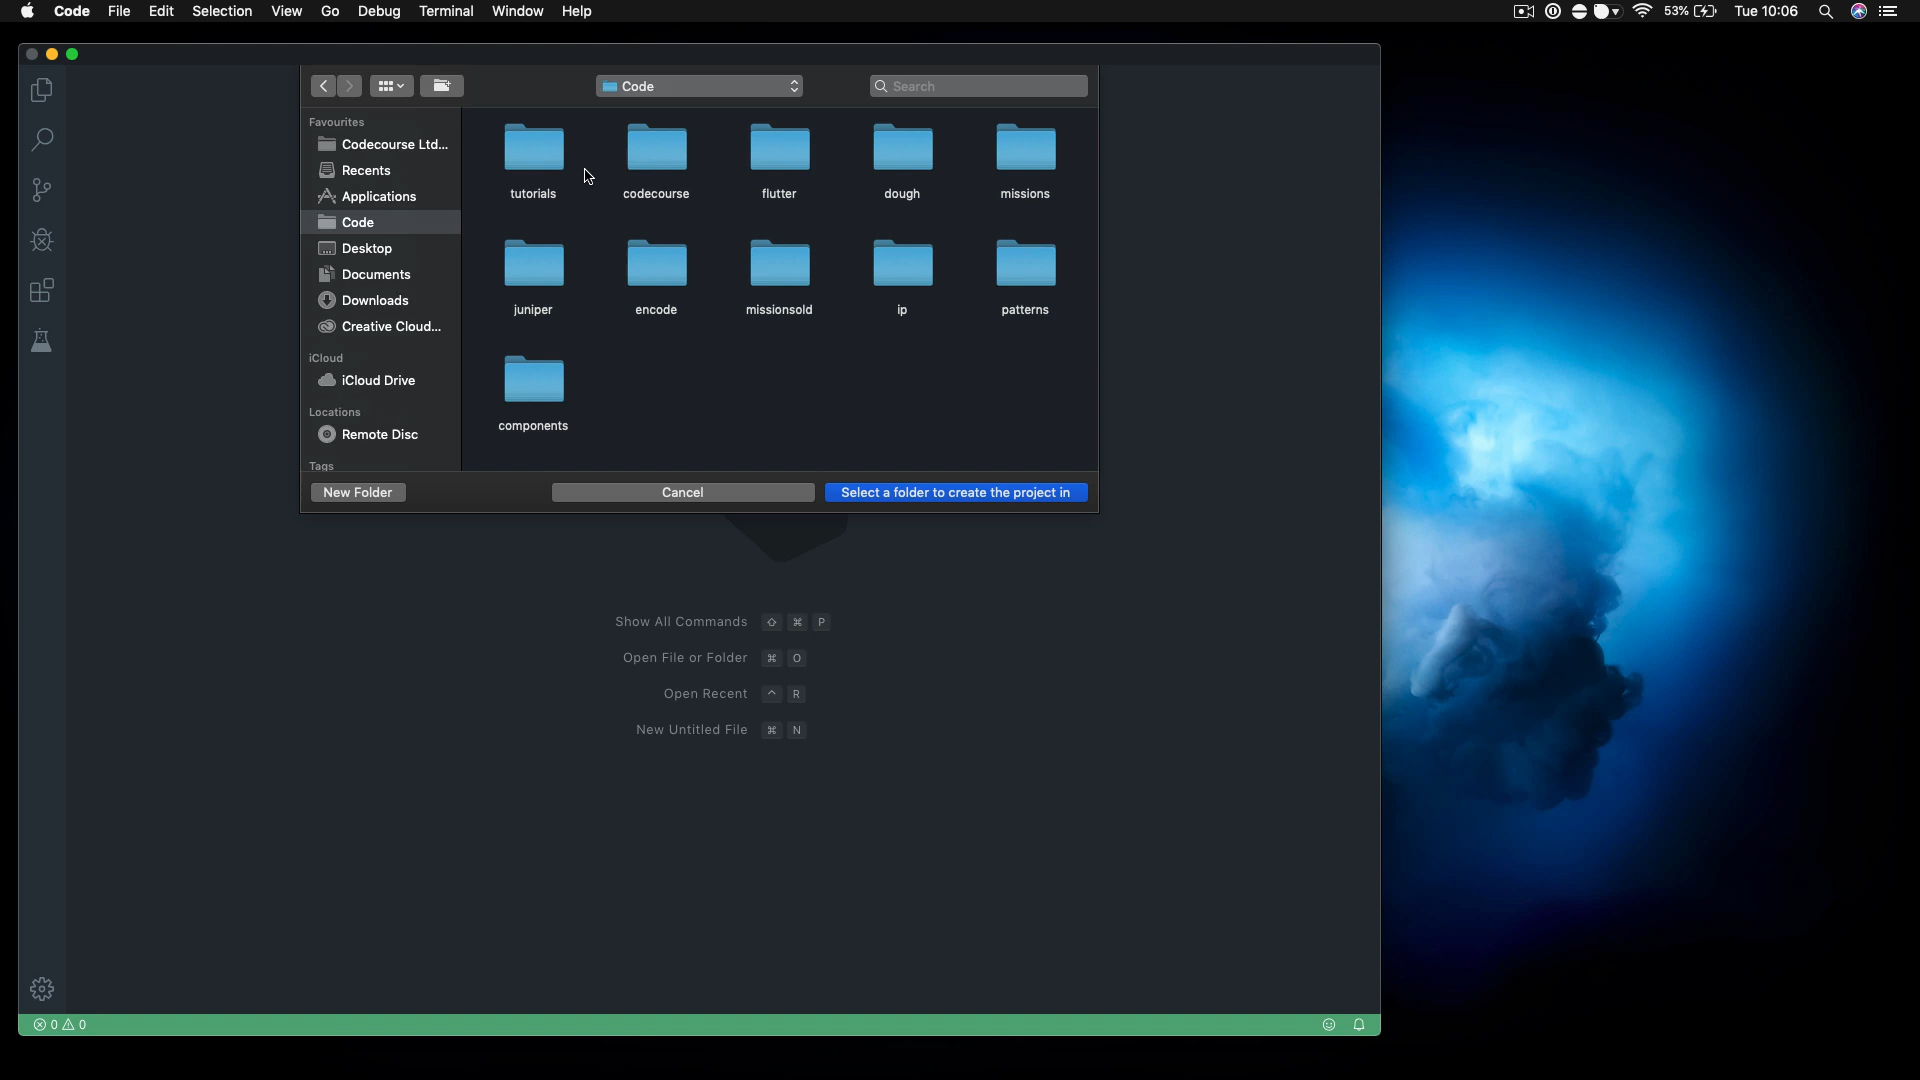 Code File Edit Selection View Go Debug Terminal Window Help
53% Tue 10:06
Code
Search
Favourites
Codecourse Ltd...
Recents
Applications
Code
Desktop
Documents
Downloads
Creative Cloud...
iCloud
iCloud Drive
Locations
Remote Disc
Tags
tutorials codecourse flutter dough missions
juniper encode missionsold ip patterns
components
New Folder Cancel Select a folder to create the project in
Show All Commands ⇧ ⌘ P
Open File or Folder ⌘ O
Open Recent ^ R
New Untitled File ⌘ N
0 0